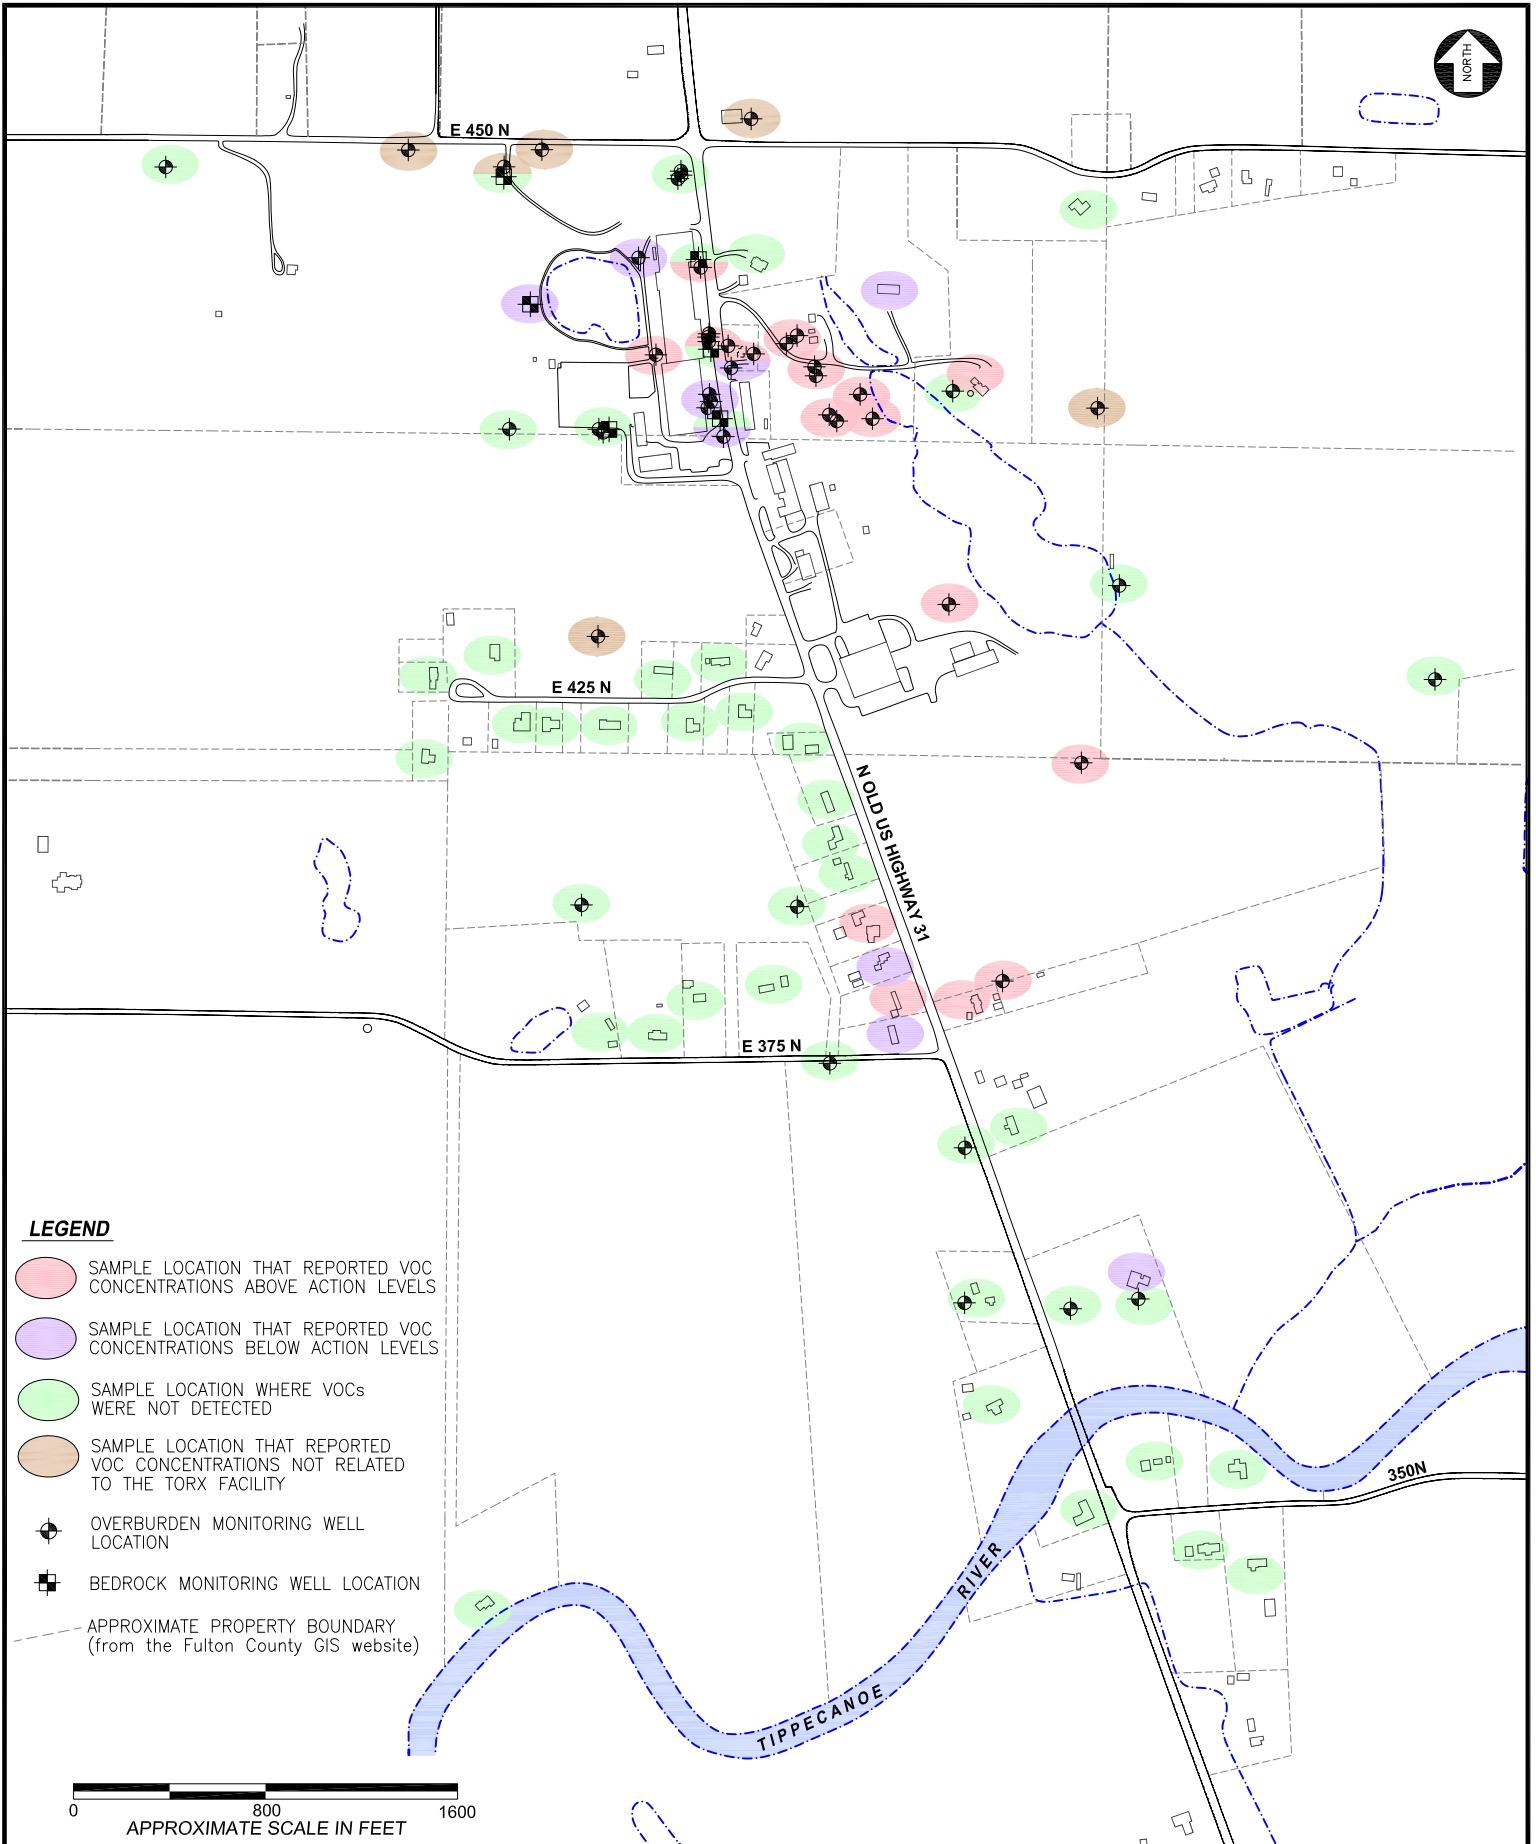 NORTH
E 450 N
E 425 N
N OLD US HIGHWAY 31
E 375 N
350N
RIVER
TIPPECANOE
LEGEND
SAMPLE LOCATION THAT REPORTED VOC
CONCENTRATIONS ABOVE ACTION LEVELS
SAMPLE LOCATION THAT REPORTED VOC
CONCENTRATIONS BELOW ACTION LEVELS
SAMPLE LOCATION WHERE VOCs
WERE NOT DETECTED
SAMPLE LOCATION THAT REPORTED
VOC CONCENTRATIONS NOT RELATED
TO THE TORX FACILITY
OVERBURDEN MONITORING WELL
LOCATION
BEDROCK MONITORING WELL LOCATION
APPROXIMATE PROPERTY BOUNDARY
(from the Fulton County GIS website)
0 800 1600
APPROXIMATE SCALE IN FEET